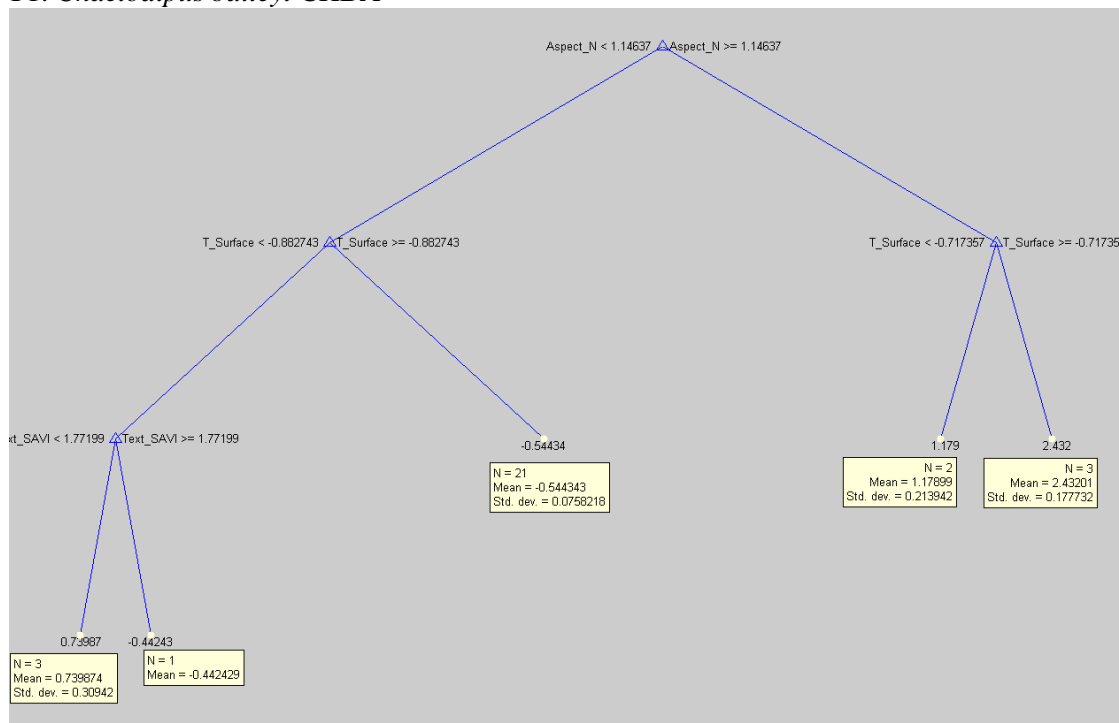 Aspect_N < 1.14637 Aspect_N >= 1.14637
T_Surface < -0.882743 T_Surface >= -0.882743
T_Surface < -0.717357 T_Surface >= -0.71735
xt_SAVI < 1.77199 Text_SAVI >= 1.77199
-0.54434
N = 21
Mean = -0.544343
Std. dev. = 0.0758218
1.179
N = 2
Mean = 1.17899
Std. dev. = 0.213942
2.432
N = 3
Mean = 2.43201
Std. dev. = 0.177732
0.73987
N = 3
Mean = 0.739874
Std. dev. = 0.30942
-0.44243
N = 1
Mean = -0.442429